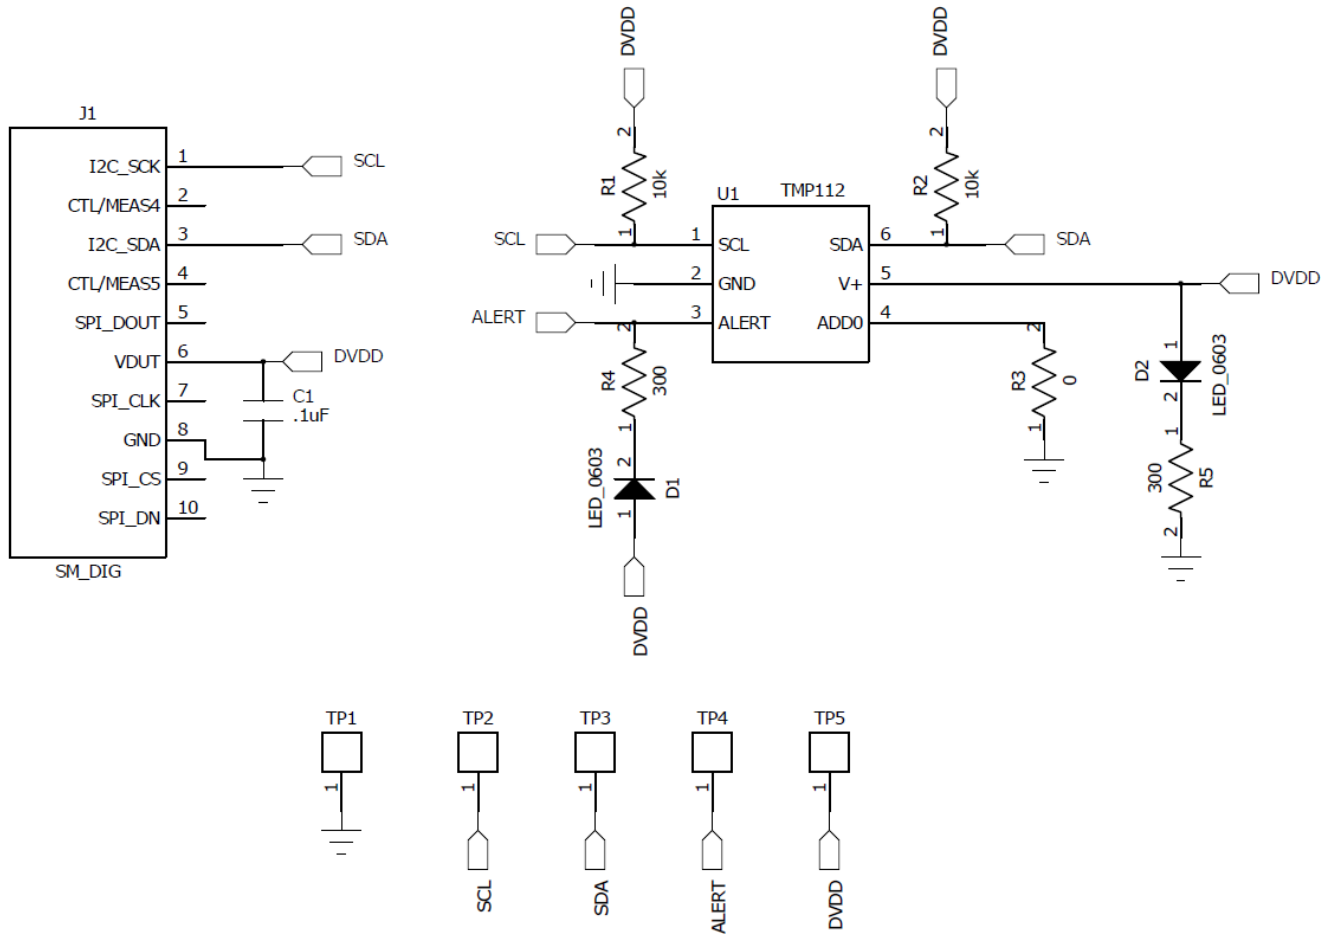 J1
I2C_SCK 1 SCL
CTL/MEAS4 2
I2C_SDA 3 SDA
CTL/MEAS5 4
SPI_DOUT 5
VDUT 6 DVDD
SPI_CLK 7
C1
.1uF
GND 8
SPI_CS 9
SPI_DN 10
SM_DIG
DVDD
2
R1
10k
1
DVDD
2
R2
10k
1
U1 TMP112
SCL 1 SCL
SDA 6 SDA
2 GND
V+ 5 DVDD
ALERT 3 ALERT
ADD0 4
2
R4
300
1
2
LED_0603
D1
1
DVDD
2
R3
0
1
1
D2
LED_0603
2
1
300
R5
2
TP1
1
TP2
1
SCL
TP3
1
SDA
TP4
1
ALERT
TP5
1
DVDD